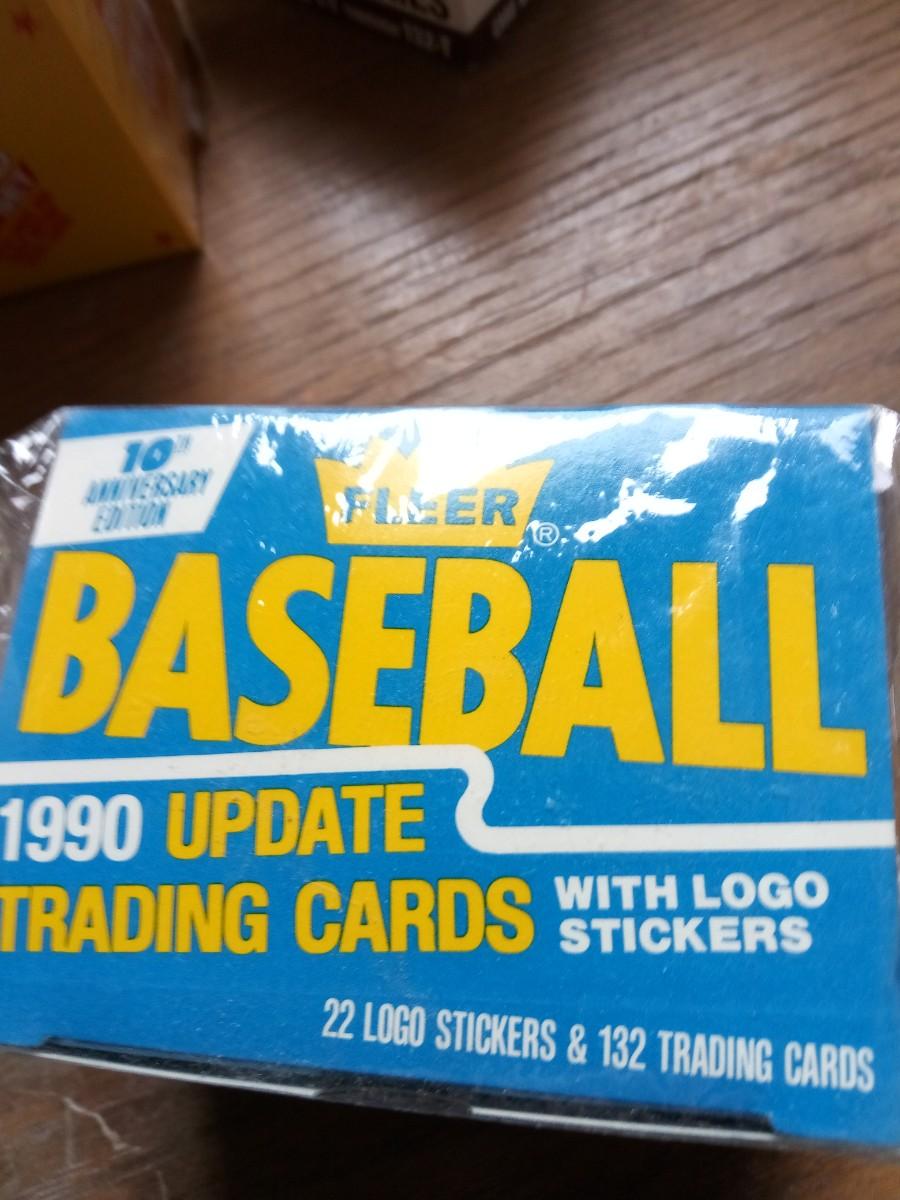 10TH
ANNIVERSARY
EDITION
FLEER®
BASEBALL
1990 UPDATE
TRADING CARDS
WITH LOGO
STICKERS
22 LOGO STICKERS & 132 TRADING CARDS